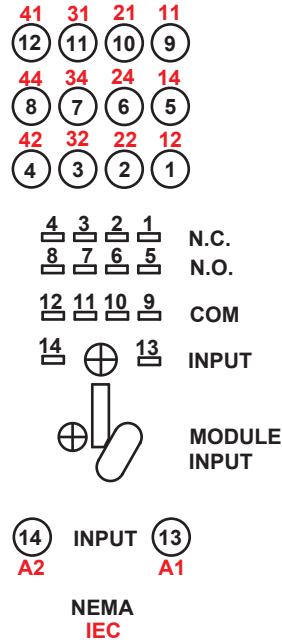 41 31 21 11
12 11 10 9
44 34 24 14
8 7 6 5
42 32 22 12
4 3 2 1
4 3 2 1 N.C.
8 7 6 5 N.O.
12 11 10 9 COM
14 13 INPUT
MODULE
INPUT
14 INPUT 13
A2 A1
NEMA
IEC